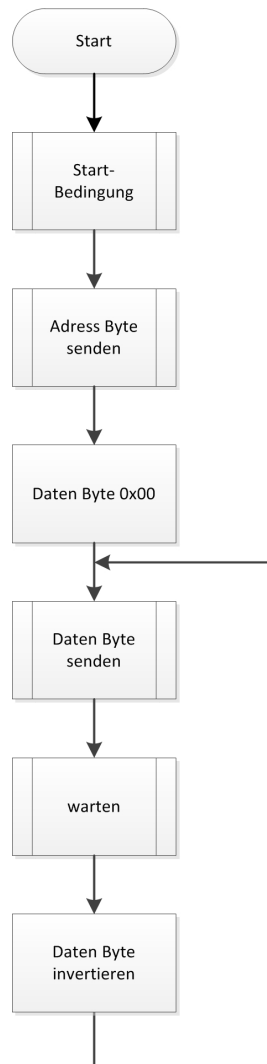 Start
Start-
Bedingung
Adress Byte
senden
Daten Byte 0x00
Daten Byte
senden
warten
Daten Byte
invertieren